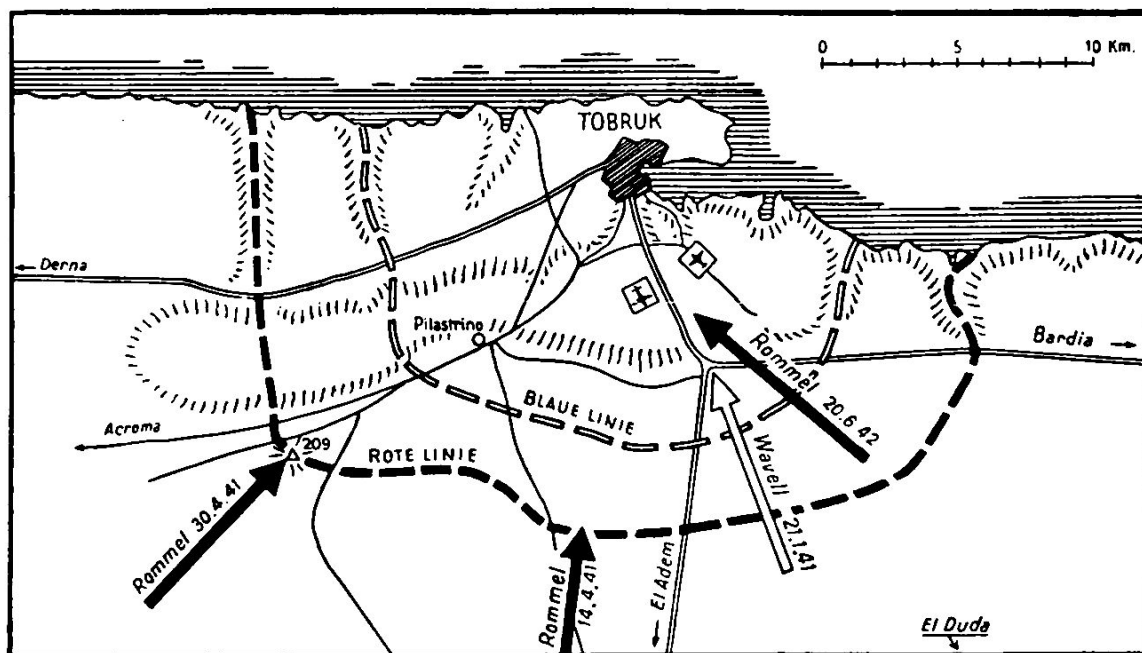 0 5 10 Km.
TOBRUK
Derna
Pilastrino
Bardia
Rommel 20.6.42
BLAUE LINIE
Acroma
209
ROTE LINIE
Wavell 21.1.41
Rommel 30.4.41
Rommel 14.4.41
El Adem
El Duda